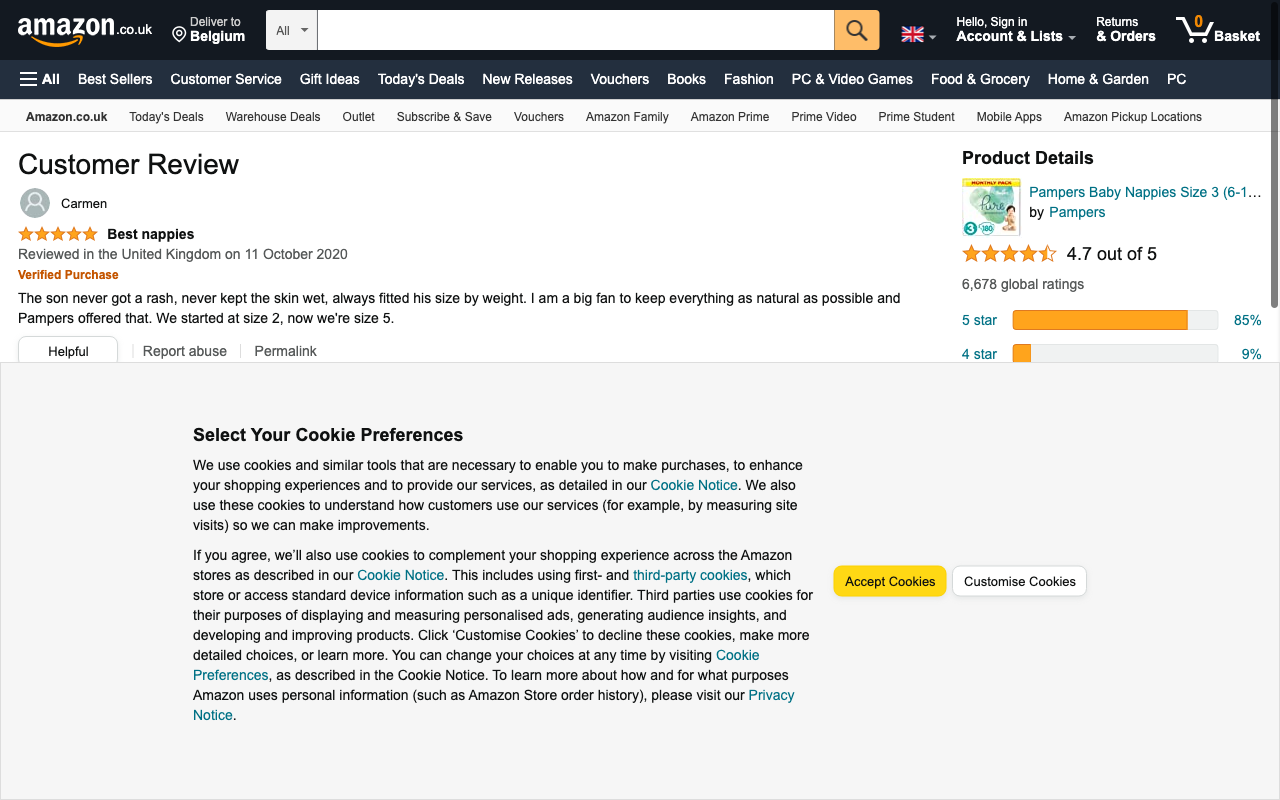 amazon.co.uk
Deliver to
Belgium
All
Hello, Sign in
Account & Lists
Returns
& Orders
0
Basket
All
Best Sellers
Customer Service
Gift Ideas
Today's Deals
New Releases
Vouchers
Books
Fashion
PC & Video Games
Food & Grocery
Home & Garden
PC
Amazon.co.uk
Today's Deals
Warehouse Deals
Outlet
Subscribe & Save
Vouchers
Amazon Family
Amazon Prime
Prime Video
Prime Student
Mobile Apps
Amazon Pickup Locations
Customer Review
Carmen
Best nappies
Reviewed in the United Kingdom on 11 October 2020
Verified Purchase
The son never got a rash, never kept the skin wet, always fitted his size by weight. I am a big fan to keep everything as natural as possible and
Pampers offered that. We started at size 2, now we're size 5.
Helpful
Report abuse
Permalink
Product Details
MONTHLY PACK
Pure
3
180
Pampers Baby Nappies Size 3 (6-1...
by Pampers
4.7 out of 5
6,678 global ratings
5 star
85%
4 star
9%
Select Your Cookie Preferences
We use cookies and similar tools that are necessary to enable you to make purchases, to enhance
your shopping experiences and to provide our services, as detailed in our Cookie Notice. We also
use these cookies to understand how customers use our services (for example, by measuring site
visits) so we can make improvements.
If you agree, we’ll also use cookies to complement your shopping experience across the Amazon
stores as described in our Cookie Notice. This includes using first- and third-party cookies, which
store or access standard device information such as a unique identifier. Third parties use cookies for
their purposes of displaying and measuring personalised ads, generating audience insights, and
developing and improving products. Click ‘Customise Cookies’ to decline these cookies, make more
detailed choices, or learn more. You can change your choices at any time by visiting Cookie
Preferences, as described in the Cookie Notice. To learn more about how and for what purposes
Amazon uses personal information (such as Amazon Store order history), please visit our Privacy
Notice.
Accept Cookies
Customise Cookies